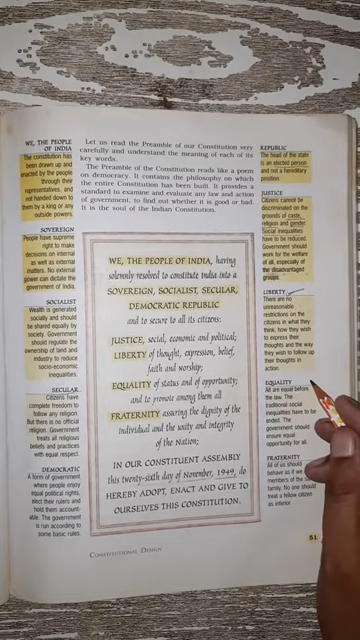 Let us read the Preamble of our Constitution very
carefully and understand the meaning of each of its
key words.
The Preamble of the Constitution reads like a poem
on democracy. It contains the philosophy on which
the entire Constitution has been built. It provides a
standard to examine and evaluate any law and action
of government, to find out whether it is good or bad.
It is the soul of the Indian Constitution.
WE, THE PEOPLE
OF INDIA
The constitution has
been drawn up and
enacted by the people
through their
representatives, and
not handed down to
them by a king or any
outside powers.
SOVEREIGN
People have supreme
right to make
decisions on internal
as well as external
matters. No external
power can dictate the
government of India.
SOCIALIST
Wealth is generated
socially and should
be shared equally by
society. Government
should regulate the
ownership of land and
industry to reduce
socio-economic
inequalities.
SECULAR
Citizens have
complete freedom to
follow any religion.
But there is no official
religion. Government
treats all religious
beliefs and practices
with equal respect.
DEMOCRATIC
A form of government
where people enjoy
equal political rights,
elect their rulers and
hold them account-
able. The government
is run according to
some basic rules.
WE, THE PEOPLE OF INDIA, having
solemnly resolved to constitute India into a
SOVEREIGN, SOCIALIST, SECULAR,
DEMOCRATIC REPUBLIC
and to secure to all its citizens:
JUSTICE, social, economic and political;
LIBERTY of thought, expression, belief,
faith and worship;
EQUALITY of status and of opportunity;
and to promote among them all
FRATERNITY assuring the dignity of the
individual and the unity and integrity
of the Nation;
IN OUR CONSTITUENT ASSEMBLY
this twenty-sixth day of November, 1949, do
HEREBY ADOPT, ENACT AND GIVE TO
OURSELVES THIS CONSTITUTION.
REPUBLIC
The head of the state
is an elected person
and not a hereditary
position.
JUSTICE
Citizens cannot be
discriminated on the
grounds of caste,
religion and gender.
Social inequalities
have to be reduced.
Government should
work for the welfare
of all, especially of
the disadvantaged
groups.
LIBERTY
There are no
unreasonable
restrictions on the
citizens in what they
think, how they wish
to express their
thoughts and the way
they wish to follow up
their thoughts in
action.
EQUALITY
All are equal before
the law. The
traditional social
inequalities have to be
ended. The
government should
ensure equal
opportunity for all.
FRATERNITY
All of us should
behave as if we
members of the
family. No one should
treat a fellow citizen
as inferior.
CONSTITUTIONAL DESIGN
51